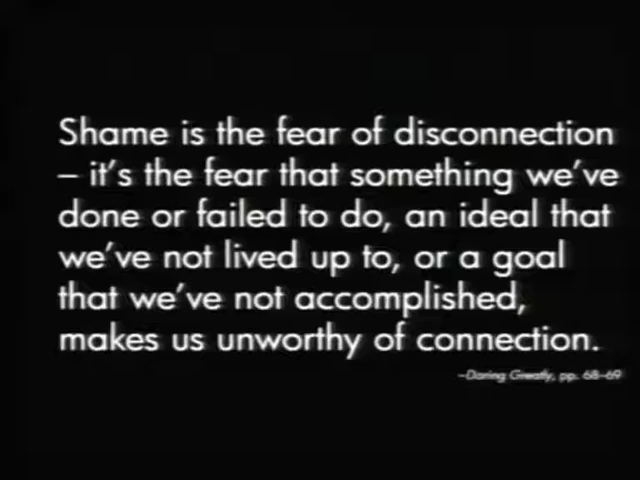 Shame is the fear of disconnection
– it's the fear that something we've
done or failed to do, an ideal that
we've not lived up to, or a goal
that we've not accomplished,
makes us unworthy of connection.
–Daring Greatly, pp. 68–69